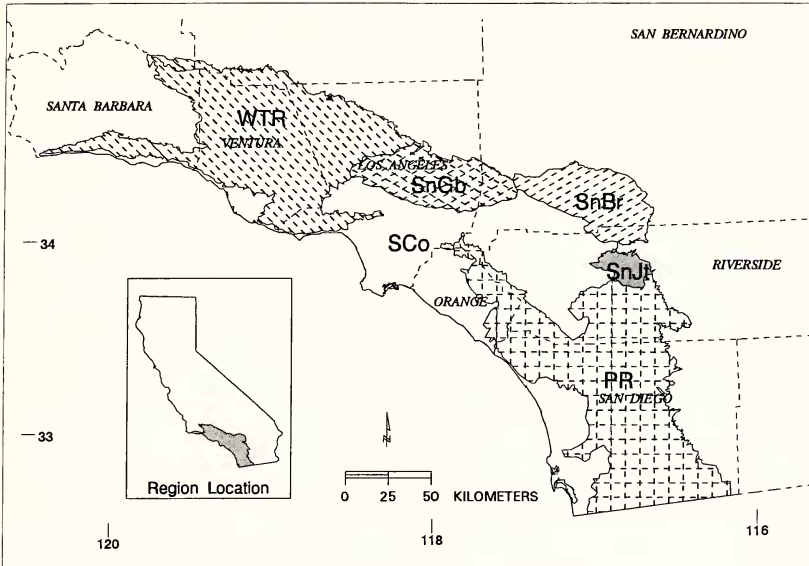 SAN BERNARDINO
SANTA BARBARA
WTR
VENTURA
LOS ANGELES
SnGb
SnBr
34
SCo
SnJt
RIVERSIDE
ORANGE
PR
SAN DIEGO
33
N
Region Location
0 25 50 KILOMETERS
120
118
116